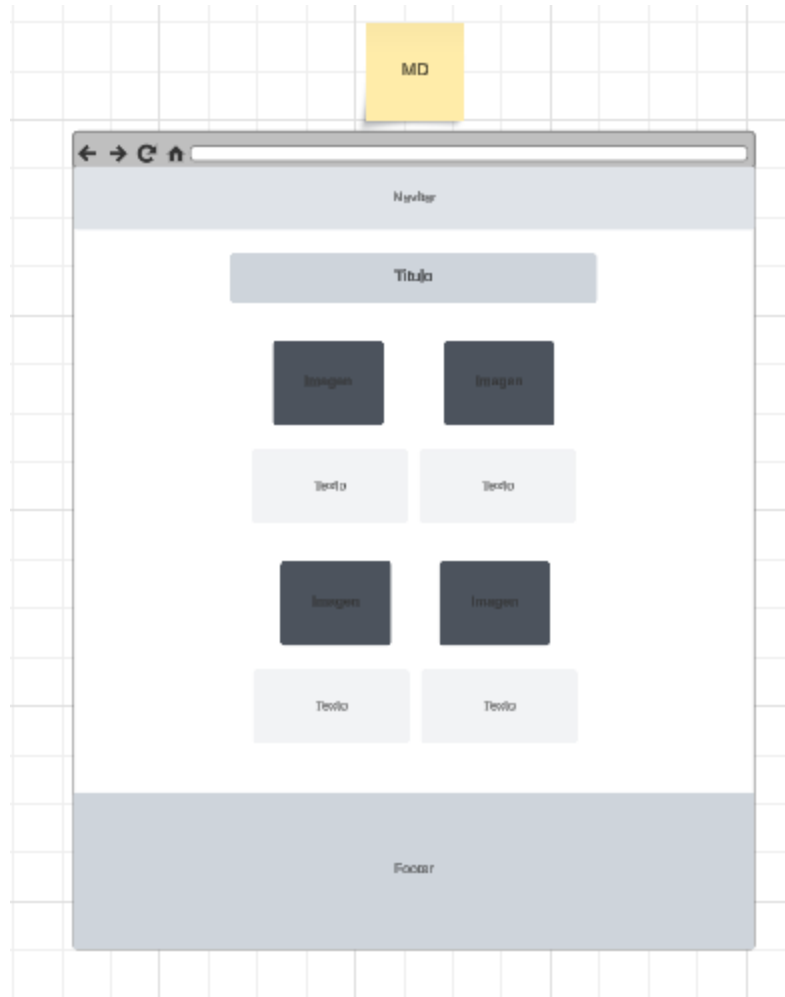 MD
Navbar
Titulo
Imagen Imagen
Texto Texto
Imagen Imagen
Texto Texto
Footer